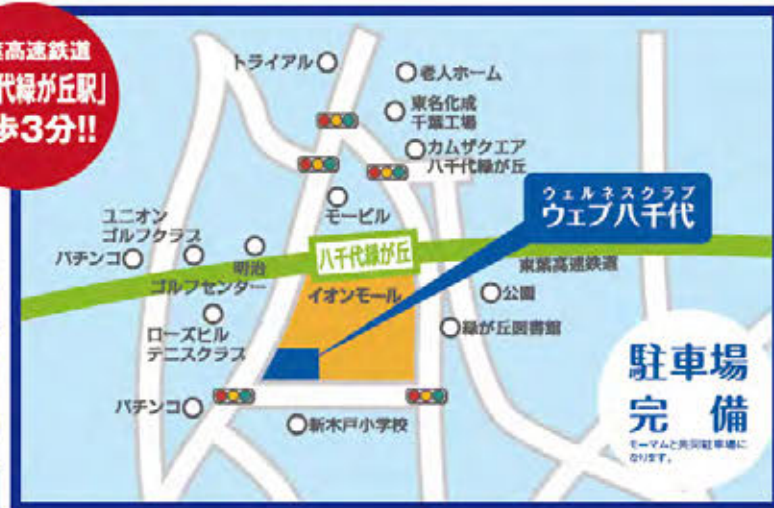 葉高速鉄道
代緑が丘駅」
歩3分!!
トライアル
老人ホーム
東名化成
千葉工場
カムザクエア
八千代緑が丘
モービル
ウェルネスクラブ
ウェブ八千代
ユニオン
ゴルフクラブ
パチンコ
明治
ゴルフセンター
八千代緑が丘
東葉高速鉄道
イオンモール
公園
緑が丘図書館
ローズヒル
テニスクラブ
パチンコ
新木戸小学校
駐車場
完備
モーマムと共同駐車場に
なります。